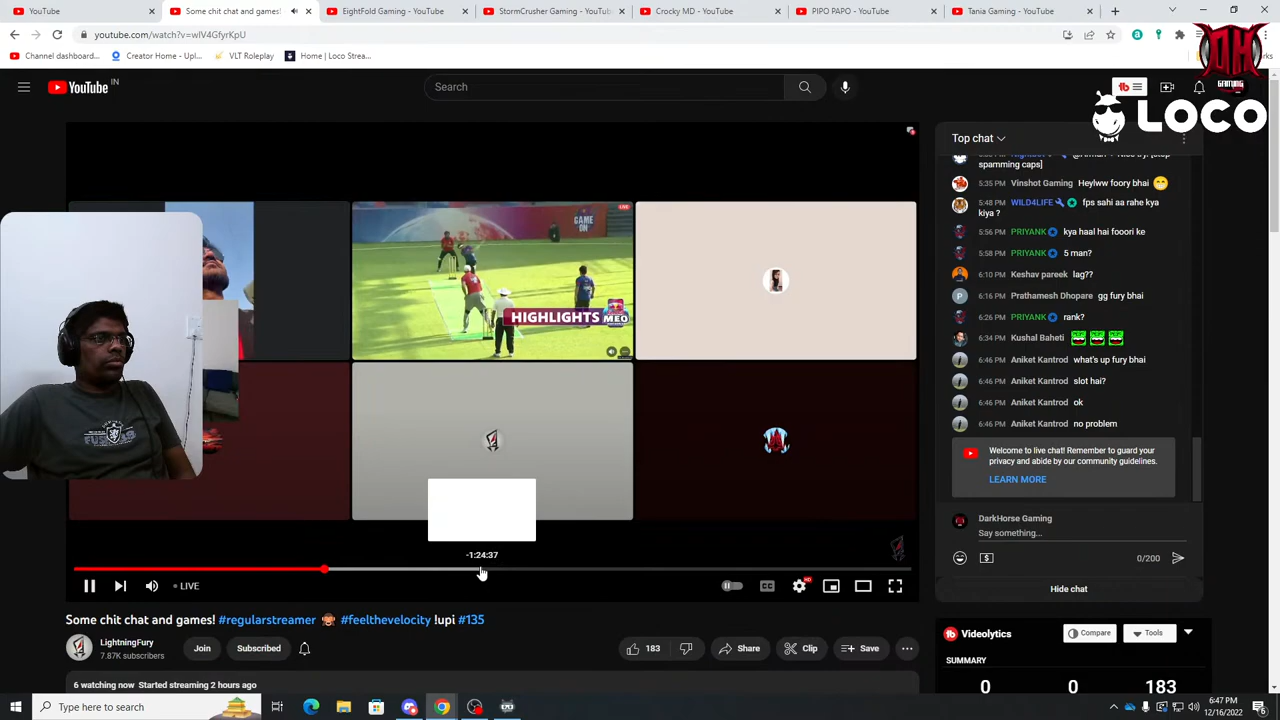 YouTube
Some chit chat and games!
EightFold Gaming - YouTube
StormCrusher Gaming - YouTu
Crocky MD - YouTube
PIPO PAPO - YouTube
Tania Gaming - YouTube
youtube.com/watch?v=wIV4GfyrKpU
Channel dashboard...
Creator Home - Upl...
VLT Roleplay
Home | Loco Strea...
YouTube IN
Search
GAMING
LOCO
Top chat
spamming caps]
5:35 PM Vinshot Gaming Heylww foory bhai
5:48 PM WILD4LIFE fps sahi aa rahe kya
kiya ?
5:56 PM PRIYANK kya haal hai fooori ke
5:58 PM PRIYANK 5 man?
6:10 PM Keshav pareek lag??
6:16 PM Prathamesh Dhopare gg fury bhai
6:26 PM PRIYANK rank?
6:34 PM Kushal Baheti
6:46 PM Aniket Kantrod what's up fury bhai
6:46 PM Aniket Kantrod slot hai?
6:46 PM Aniket Kantrod ok
6:46 PM Aniket Kantrod no problem
Welcome to live chat! Remember to guard your
privacy and abide by our community guidelines.
LEARN MORE
DarkHorse Gaming
Say something...
0/200
Hide chat
LIVE
GAME
ON
HIGHLIGHTS MEO
-1:24:37
LIVE
HD
Some chit chat and games! #regularstreamer #feelthevelocity !upi #135
LightningFury
7.87K subscribers
Join
Subscribed
183
Share
Clip
Save
6 watching now Started streaming 2 hours ago
Videolytics
Compare
Tools
SUMMARY
0
0
183
Type here to search
6:47 PM
12/16/2022
6